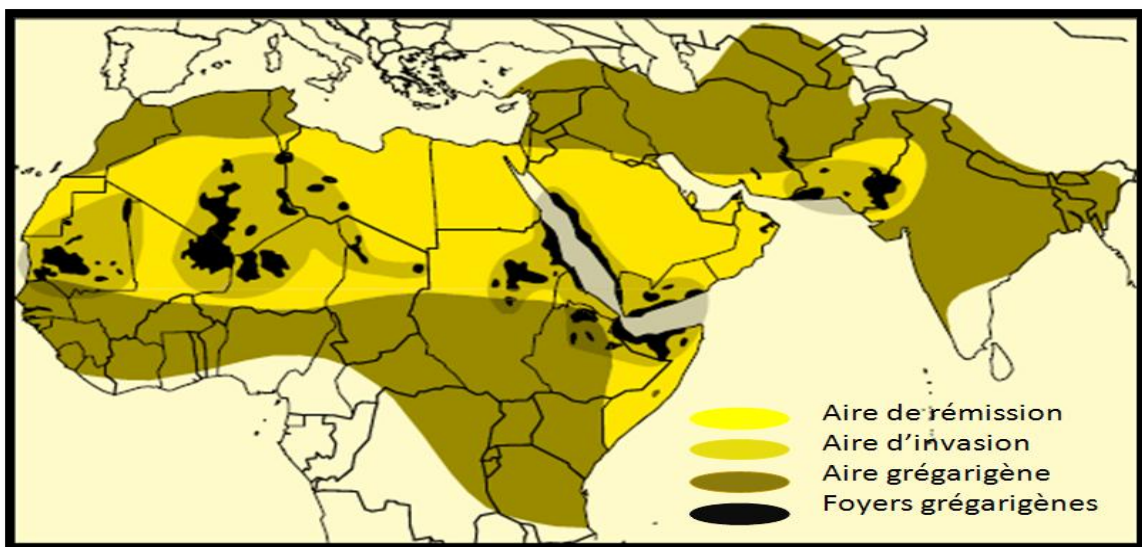 Aire de rémission
Aire d’invasion
Aire grégarigène
Foyers grégarigènes